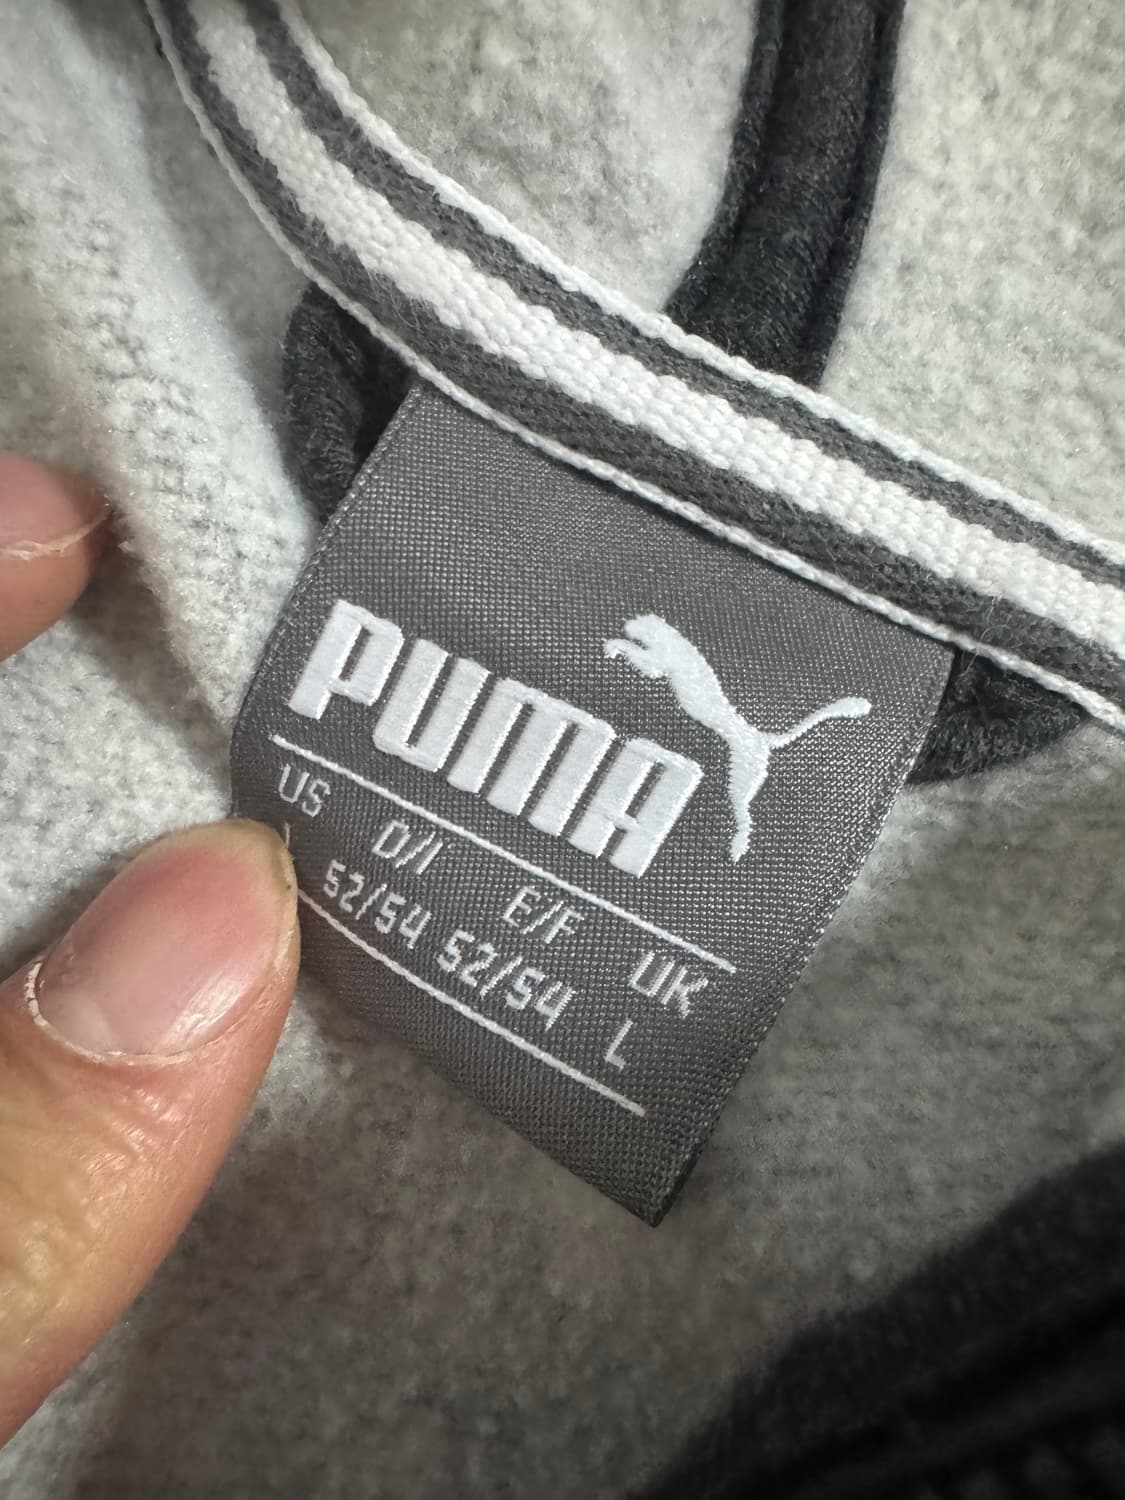 PUMA
US D/I E/F UK
52/54 52/54 L